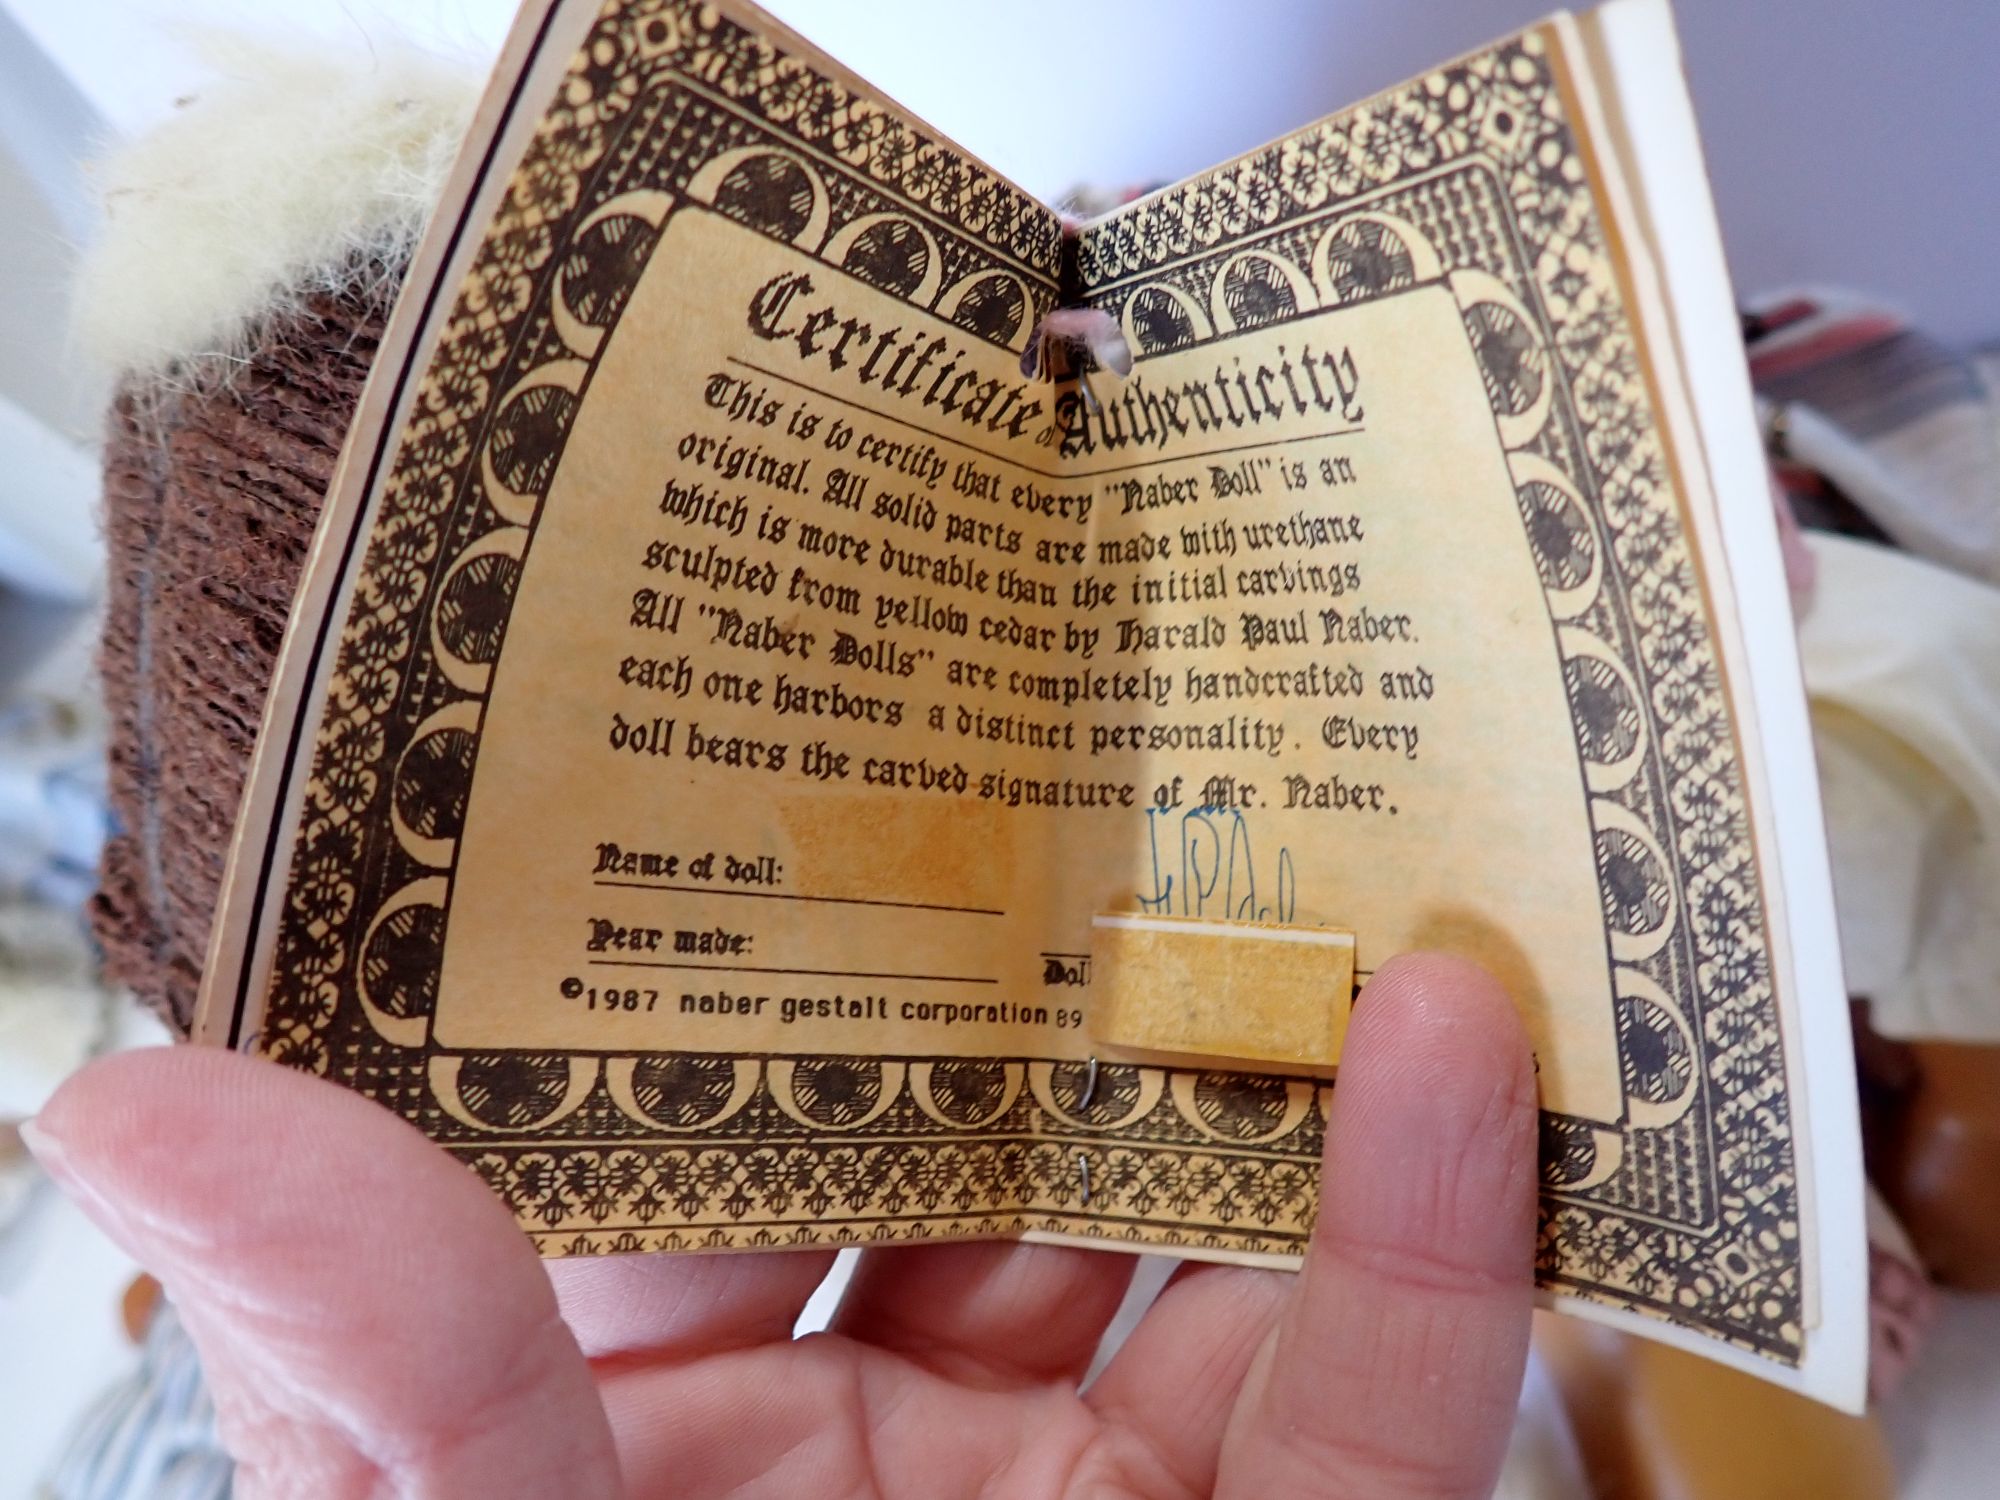 Certificate of Authenticity
This is to certify that every "Naber Doll" is an
original. All solid parts are made with urethane
which is more durable than the initial carvings
sculpted from yellow cedar by Harald Paul Naber.
All "Naber Dolls" are completely handcrafted and
each one harbors a distinct personality. Every
doll bears the carved signature of Mr. Naber.
Name of doll:
Year made:
Dol
©1987 naber gestalt corporation 89